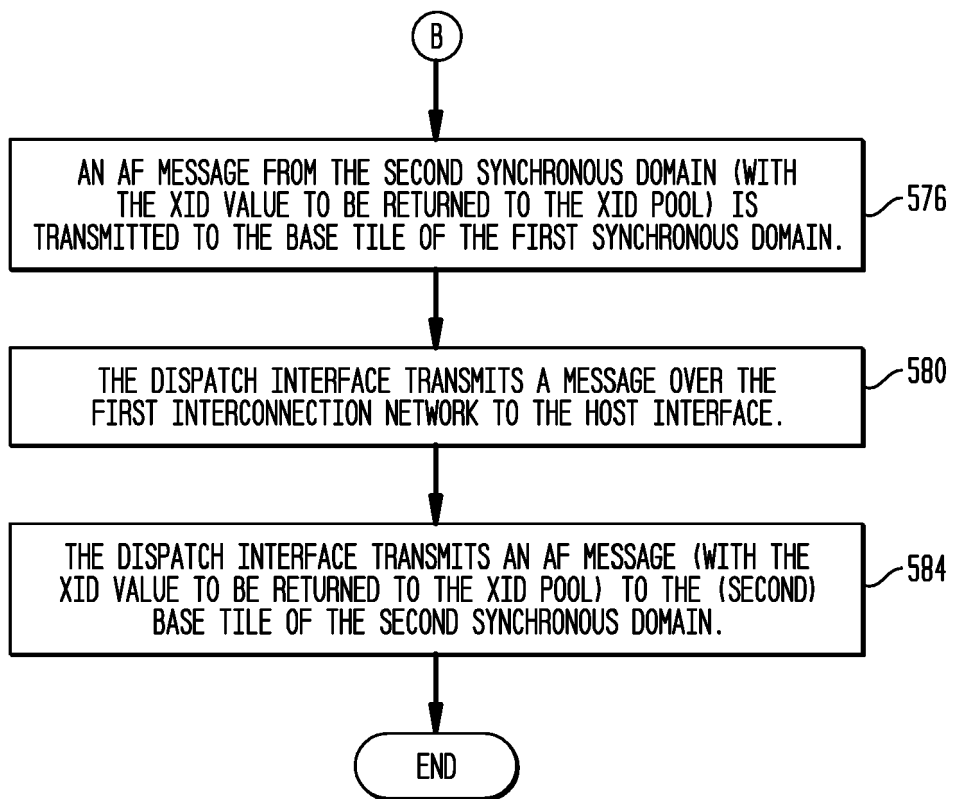 B
AN AF MESSAGE FROM THE SECOND SYNCHRONOUS DOMAIN (WITH
THE XID VALUE TO BE RETURNED TO THE XID POOL) IS
TRANSMITTED TO THE BASE TILE OF THE FIRST SYNCHRONOUS DOMAIN.
576
THE DISPATCH INTERFACE TRANSMITS A MESSAGE OVER THE
FIRST INTERCONNECTION NETWORK TO THE HOST INTERFACE.
580
THE DISPATCH INTERFACE TRANSMITS AN AF MESSAGE (WITH THE
XID VALUE TO BE RETURNED TO THE XID POOL) TO THE (SECOND)
BASE TILE OF THE SECOND SYNCHRONOUS DOMAIN.
584
END